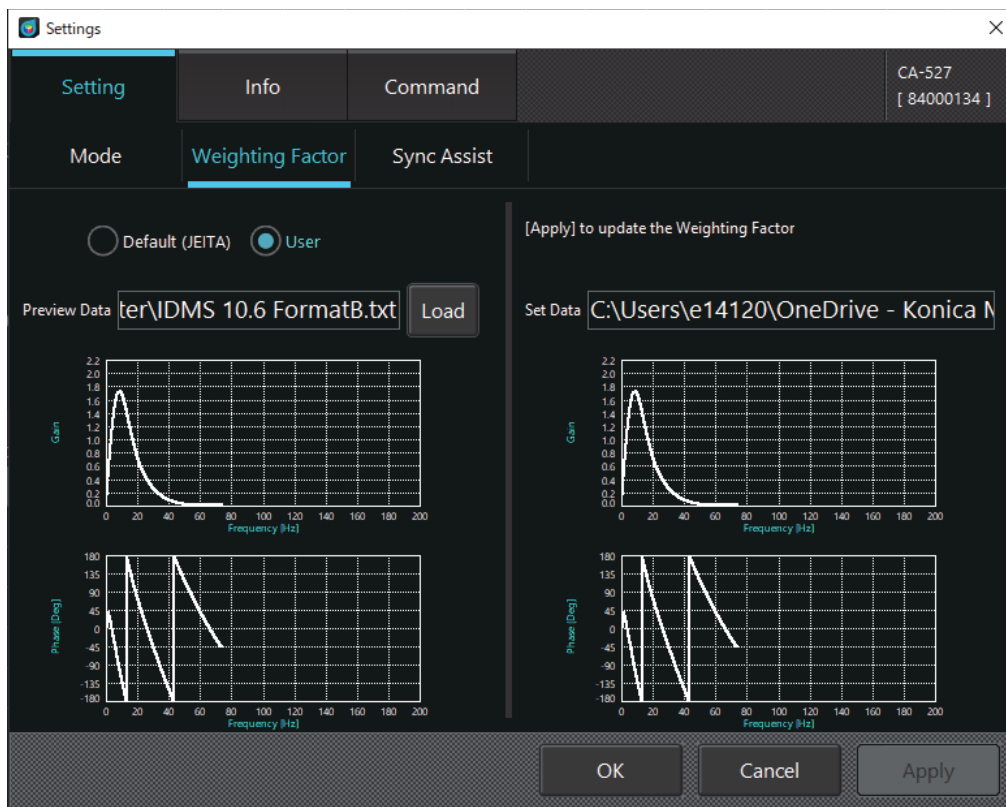 Settings
Setting Info Command
CA-527
[ 84000134 ]
Mode Weighting Factor Sync Assist
Default (JEITA) User
[Apply] to update the Weighting Factor
Preview Data ter\IDMS 10.6 FormatB.txt Load
Set Data C:\Users\e14120\OneDrive - Konica M
2.2
2.0
1.8
1.6
1.4
1.2
1.0
0.8
0.6
0.4
0.2
0.0
Gain
0 20 40 60 80 100 120 140 160 180 200
Frequency [Hz]
2.2
2.0
1.8
1.6
1.4
1.2
1.0
0.8
0.6
0.4
0.2
0.0
Gain
0 20 40 60 80 100 120 140 160 180 200
Frequency [Hz]
180
135
90
45
0
-45
-90
-135
-180
Phase [Deg]
0 20 40 60 80 100 120 140 160 180 200
Frequency [Hz]
180
135
90
45
0
-45
-90
-135
-180
Phase [Deg]
0 20 40 60 80 100 120 140 160 180 200
Frequency [Hz]
OK Cancel Apply